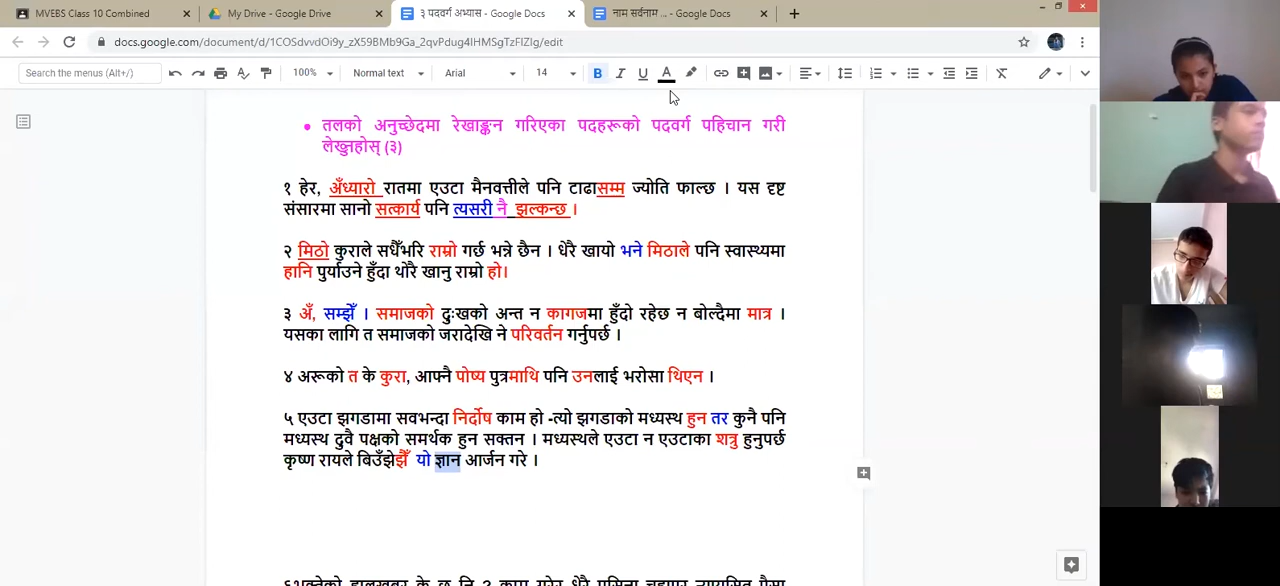 MVEBS Class 10 Combined
My Drive - Google Drive
३ पदवर्ग अभ्यास - Google Docs
नाम सर्वनाम ... - Google Docs
docs.google.com/document/d/1COSdvvdOi9y_zX59BMb9Ga_2qvPdug4lHMSgTzFlZlg/edit
Search the menus (Alt+/)
100%
Normal text
Arial
14
B I U A
• तलको अनुच्छेदमा रेखाङ्कन गरिएका पदहरूको पदवर्ग पहिचान गरी
लेख्नुहोस् (३)
१ हेर, अँध्यारो रातमा एउटा मैनवत्तीले पनि टाढासम्म ज्योति फाल्छ । यस दृष्ट
संसारमा सानो सत्कार्य पनि त्यसरी नै झल्कन्छ ।
२ मिठो कुराले सधैँभरि राम्रो गर्छ भन्ने छैन । धेरै खायो भने मिठाले पनि स्वास्थ्यमा
हानि पुर्याउने हुँदा थोरै खानु राम्रो हो।
३ अँ, सम्झेँ । समाजको दुःखको अन्त न कागजमा हुँदो रहेछ न बोल्दैमा मात्र ।
यसका लागि त समाजको जरादेखि ने परिवर्तन गर्नुपर्छ ।
४ अरूको त के कुरा, आफ्नै पोष्य पुत्रमाथि पनि उनलाई भरोसा थिएन ।
५ एउटा झगडामा सवभन्दा निर्दोष काम हो -त्यो झगडाको मध्यस्थ हुन तर कुनै पनि
मध्यस्थ दुवै पक्षको समर्थक हुन सक्तन । मध्यस्थले एउटा न एउटाका शत्रु हुनुपर्छ
कृष्ण रायले बिउँझेझैँ यो ज्ञान आर्जन गरे ।